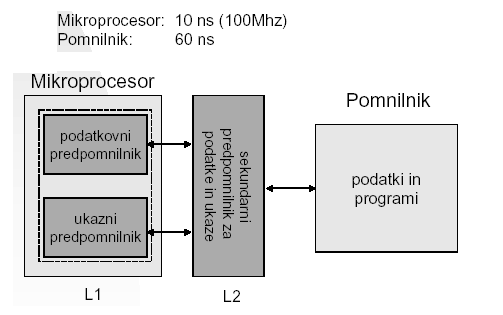 Mikroprocesor: 10 ns (100Mhz)
Pomnilnik: 60 ns
Mikroprocesor
podatkovni
predpomnilnik
ukazni
predpomnilnik
L1
sekundarni
predpomnilnik za
podatke in ukaze
L2
Pomnilnik
podatki in
programi